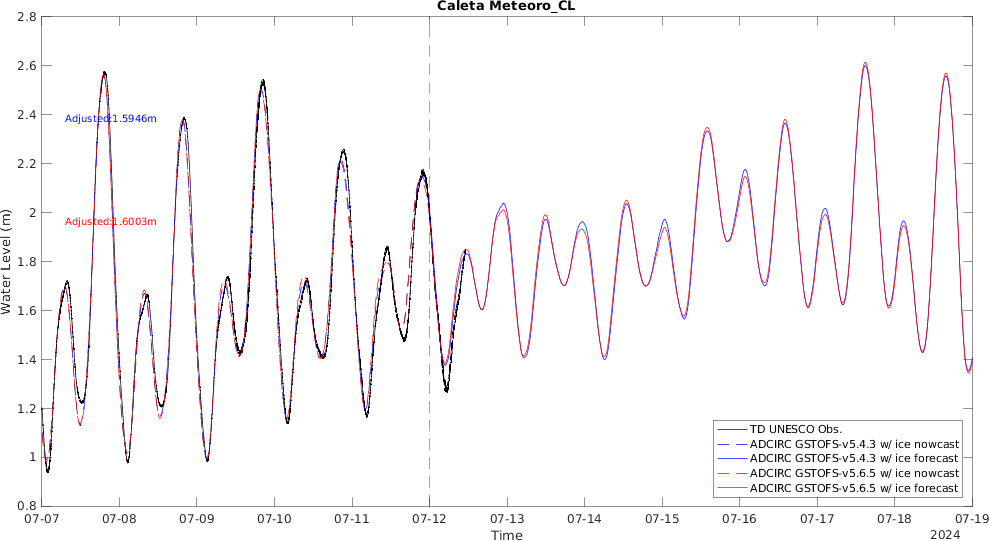 Caleta Meteoro_CL
2.8
2.6
2.4
2.2
2
1.8
1.6
1.4
1.2
1
0.8
Water Level (m)
Adjusted:1.5946m
Adjusted:1.6003m
TD UNESCO Obs.
ADCIRC GSTOFS-v5.4.3 w/ ice nowcast
ADCIRC GSTOFS-v5.4.3 w/ ice forecast
ADCIRC GSTOFS-v5.6.5 w/ ice nowcast
ADCIRC GSTOFS-v5.6.5 w/ ice forecast
07-07 07-08 07-09 07-10 07-11 07-12 07-13 07-14 07-15 07-16 07-17 07-18 07-19
Time
2024